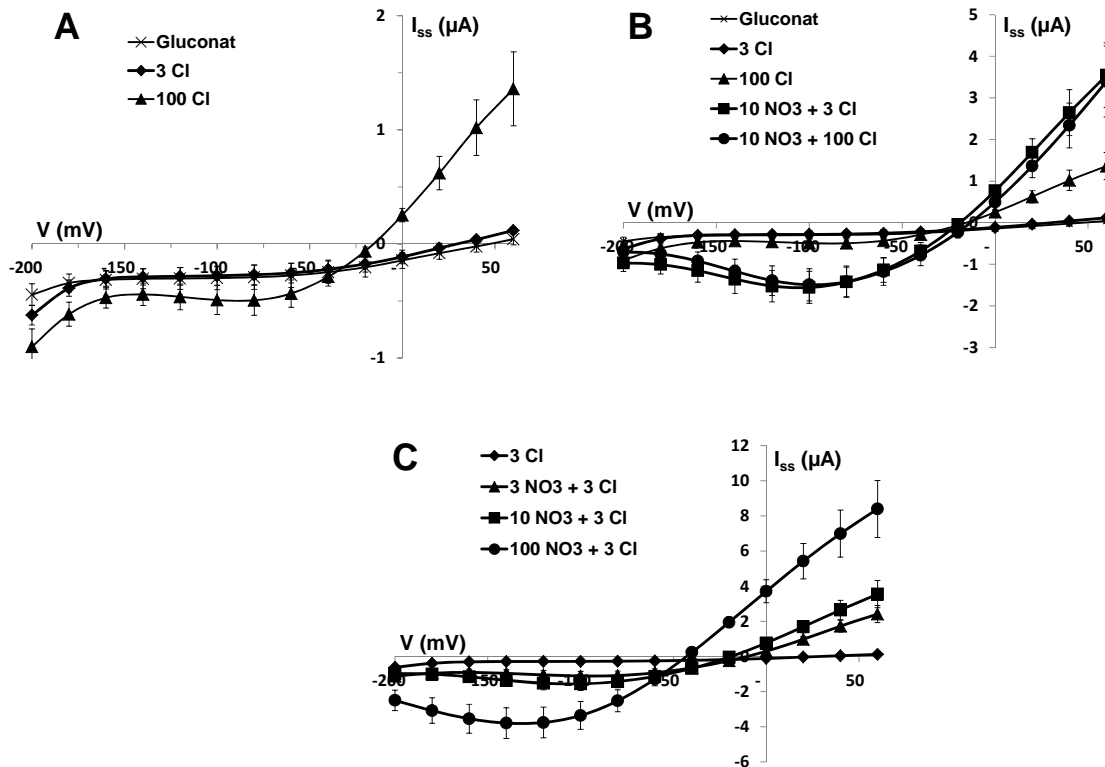 A
Gluconat
3 Cl
100 Cl
Iss (µA)
2
1
0
-1
V (mV)
-200
-150
-100
-50
50
B
Gluconat
3 Cl
100 Cl
10 NO3 + 3 Cl
10 NO3 + 100 Cl
Iss (µA)
5
4
3
2
1
0
-1
-2
-3
V (mV)
-200
-150
-100
-50
-
50
C
3 Cl
3 NO3 + 3 Cl
10 NO3 + 3 Cl
100 NO3 + 3 Cl
Iss (µA)
12
10
8
6
4
2
0
-2
-4
-6
V (mV)
-200
-150
-100
-50
-
50